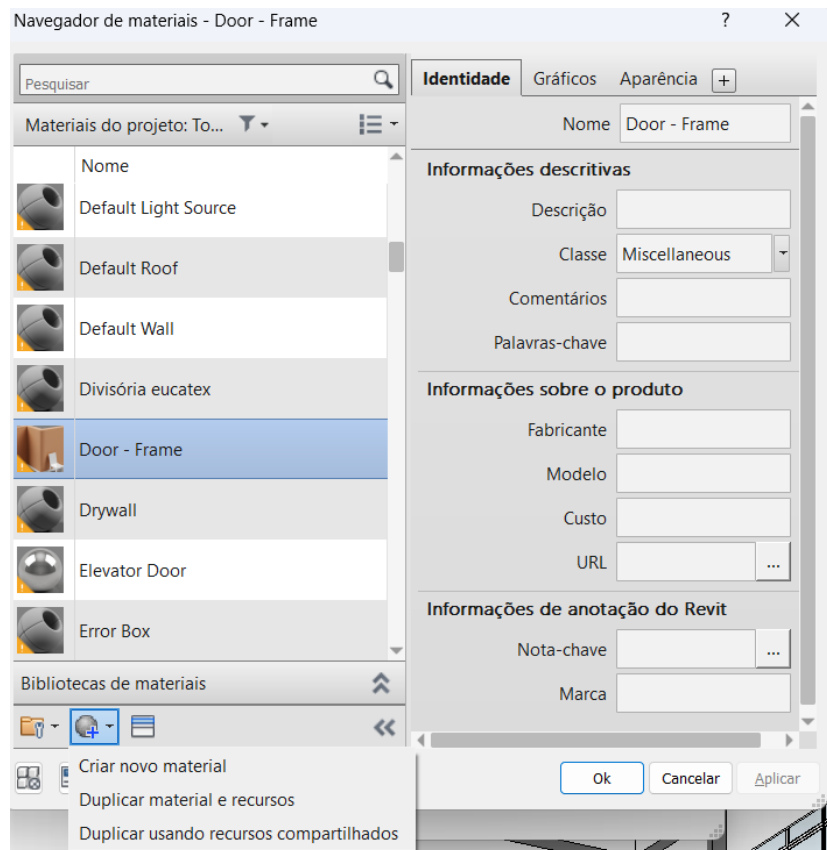 Navegador de materiais - Door - Frame ?
Pesquisar
Materiais do projeto: To...
Nome
Default Light Source
Default Roof
Default Wall
Divisória eucatex
Door - Frame
Drywall
Elevator Door
Error Box
Bibliotecas de materiais
Criar novo material
Duplicar material e recursos
Duplicar usando recursos compartilhados
Identidade Gráficos Aparência +
Nome Door - Frame
Informações descritivas
Descrição
Classe Miscellaneous
Comentários
Palavras-chave
Informações sobre o produto
Fabricante
Modelo
Custo
URL ...
Informações de anotação do Revit
Nota-chave ...
Marca
Ok Cancelar Aplicar